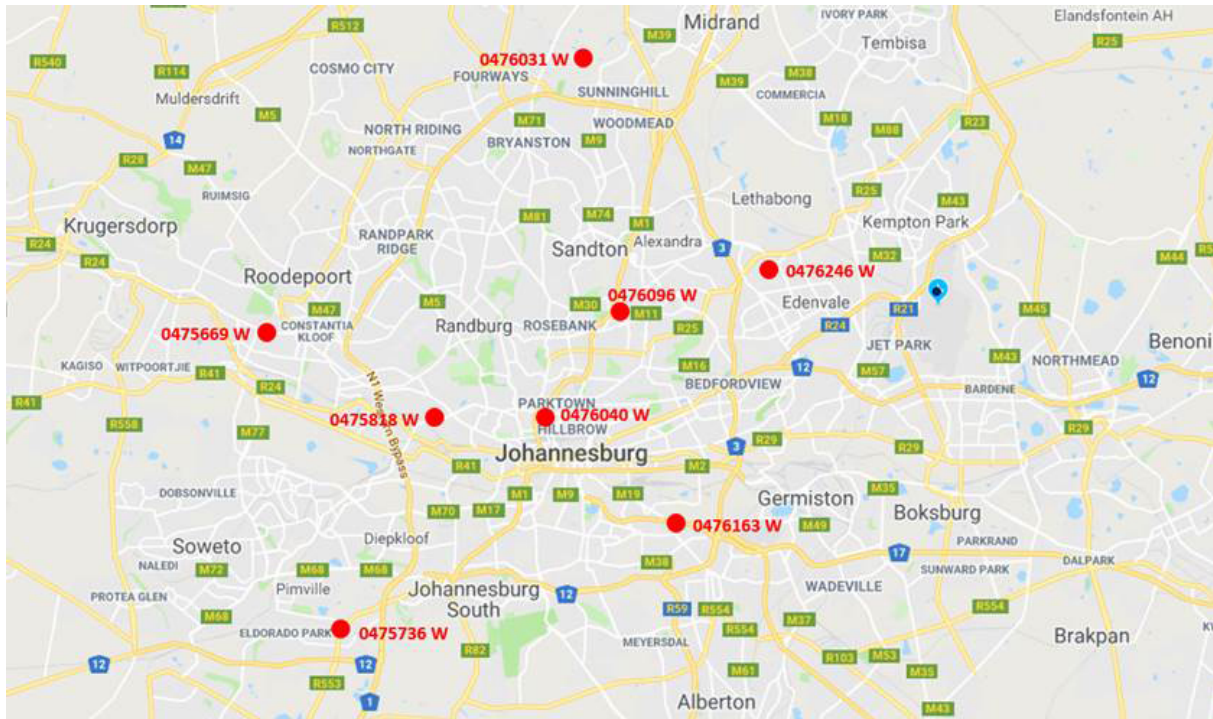 Midrand
IVORY PARK
Elandsfontein AH
R512
M39
Tembisa
R25
R540
R114
COSMO CITY
0476031 W
FOURWAYS
SUNNINGHILL
M39
M38
COMMERCIA
Muldersdrift
M5
M71
WOODMEAD
M18
M88
R23
14
NORTH RIDING
BRYANSTON
M9
NORTHGATE
R28
M47
RUIMSIG
Lethabong
R25
M43
Krugersdorp
M81
M74
M1
Kempton Park
RANDPARK
RIDGE
Sandton
Alexandra
3
R24
R24
M32
M44
Roodepoort
0476246 W
0476096 W
Edenvale
M47
M5
M30
M11
R21
M45
CONSTANTIA
KLOOF
Randburg
ROSEBANK
R25
R24
0475669 W
JET PARK
Benoni
KAGISO
WITPOORTJIE
R41
M16
12
M57
M43
NORTHMEAD
12
R24
N1 Western Bypass
BEDFORDVIEW
BARDENE
R41
PARKTOWN
R558
0475818 W
0476040 W
HILLBROW
R29
M77
Johannesburg
3
R29
R29
R41
M2
DOBSONVILLE
M1
M9
M19
Germiston
M35
M70
M17
0476163 W
M49
Boksburg
Soweto
Diepkloof
PARKRAND
17
NALEDI
M72
M68
M68
M38
SUNWARD PARK
DALPARK
PROTEA GLEN
Pimville
Johannesburg
South
12
WADEVILLE
M68
R59
R554
R554
ELDORADO PARK
0475736 W
M37
R554
MEYERSDAL
Brakpan
12
12
R82
R103
M53
M35
R553
1
M61
Alberton
M43